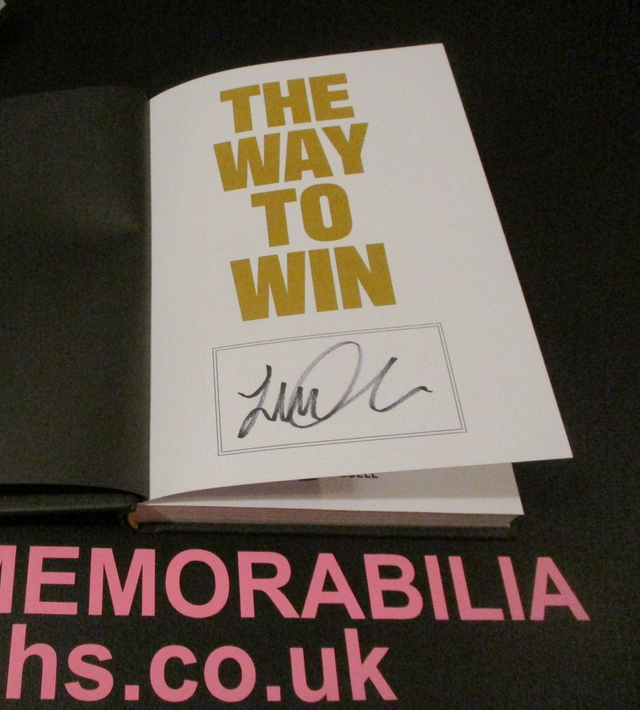 THE
WAY
TO
WIN
MEMORABILIA
hs.co.uk